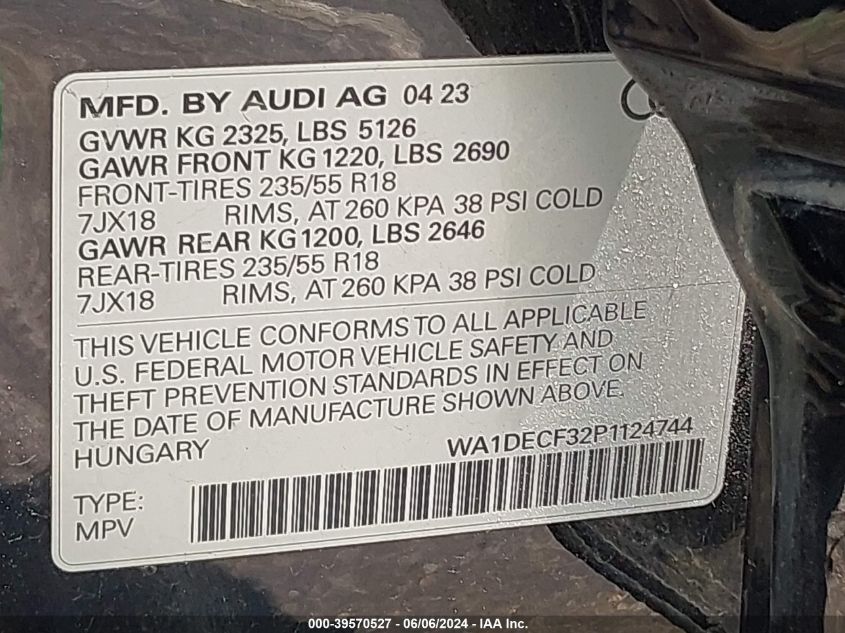 MFD. BY AUDI AG 04 23
GVWR KG 2325, LBS 5126
GAWR FRONT KG 1220, LBS 2690
FRONT-TIRES 235/55 R18
7JX18 RIMS, AT 260 KPA 38 PSI COLD
GAWR REAR KG 1200, LBS 2646
REAR-TIRES 235/55 R18
7JX18 RIMS, AT 260 KPA 38 PSI COLD
THIS VEHICLE CONFORMS TO ALL APPLICABLE
U.S. FEDERAL MOTOR VEHICLE SAFETY AND
THEFT PREVENTION STANDARDS IN EFFECT ON
THE DATE OF MANUFACTURE SHOWN ABOVE.
HUNGARY WA1DECF32P1124744
TYPE:
MPV
000-39570527 - 06/06/2024 - IAAI Inc.